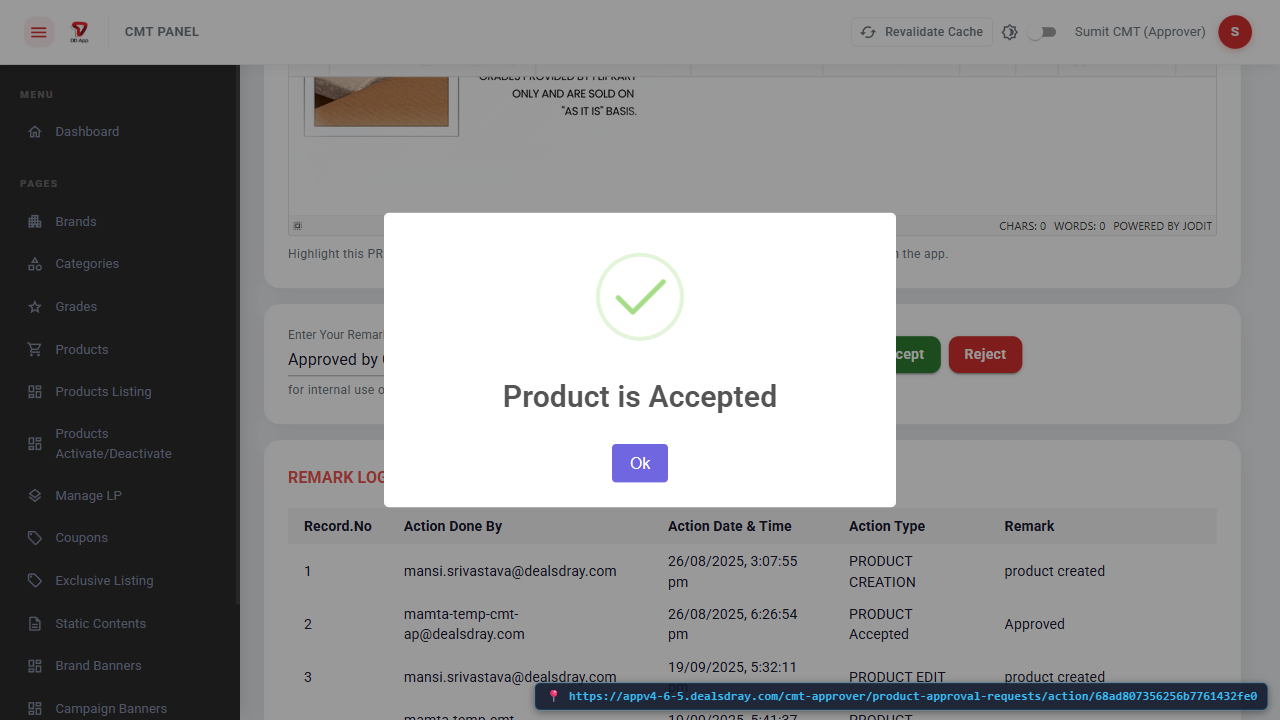 DD App
CMT PANEL
Revalidate Cache
Sumit CMT (Approver)
S
MENU
Dashboard
PAGES
Brands
Categories
Grades
Products
Products Listing
Products
Activate/Deactivate
Manage LP
Coupons
Exclusive Listing
Static Contents
Brand Banners
Campaign Banners
GRADES PROVIDED BY FLIPKART
ONLY AND ARE SOLD ON
"AS IT IS" BASIS.
CHARS: 0 WORDS: 0 POWERED BY JODIT
Highlight this PR
n the app.
Enter Your Remar
Approved by
for internal use o
cept
Reject
Product is Accepted
Ok
REMARK LOG
Record.No Action Done By Action Date & Time Action Type Remark
1 mansi.srivastava@dealsdray.com 26/08/2025, 3:07:55 pm PRODUCT CREATION product created
2 mamta-temp-cmt-ap@dealsdray.com 26/08/2025, 6:26:54 pm PRODUCT Accepted Approved
3 mansi.srivastava@dealsdray.com 19/09/2025, 5:32:11 PRODUCT EDIT product created
https://appv4-6-5.dealsdray.com/cmt-approver/product-approval-requests/action/68ad807356256b7761432fe0